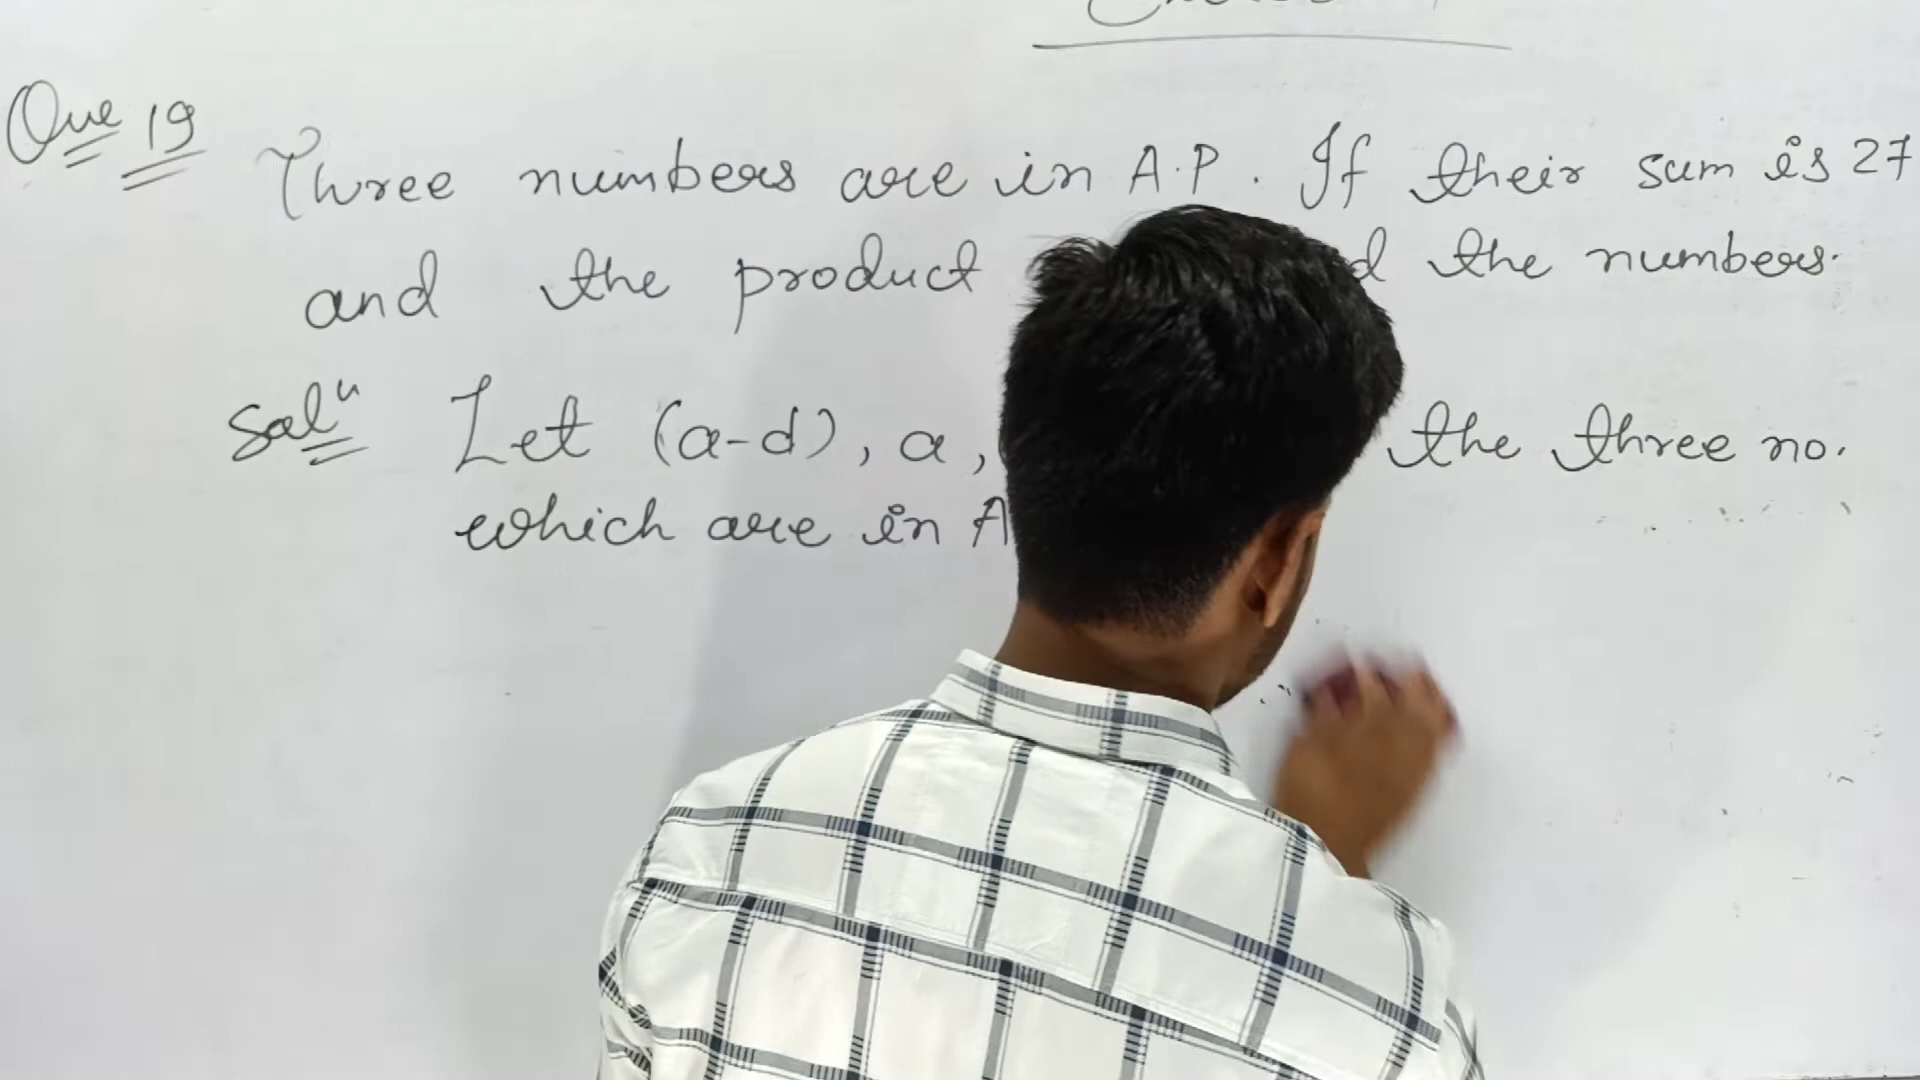 Que 19
Three numbers are in A.P. If their sum is 27
and the product the numbers.
Solⁿ Let (a-d), a, the three no.
which are in A